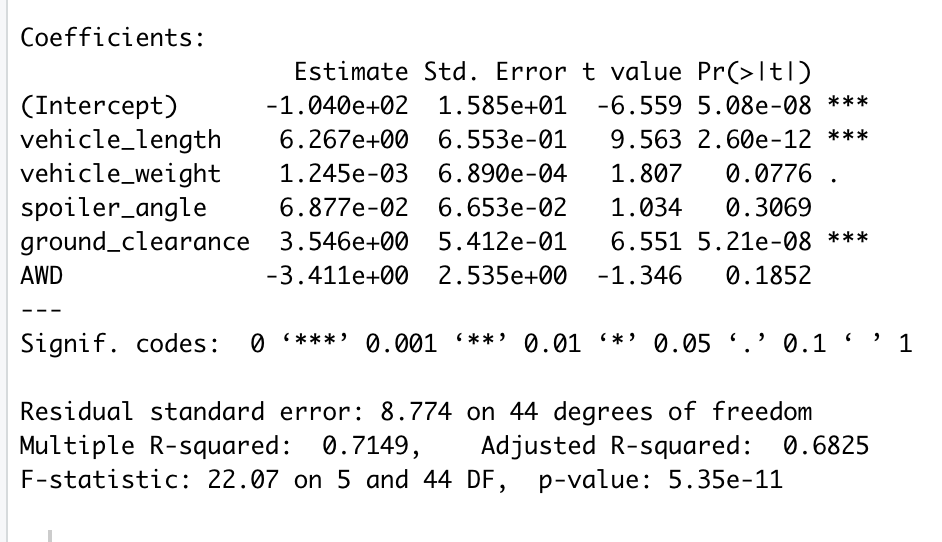 Coefficients:
                   Estimate Std. Error t value Pr(>|t|)
(Intercept)      -1.040e+02  1.585e+01  -6.559 5.08e-08 ***
vehicle_length    6.267e+00  6.553e-01   9.563 2.60e-12 ***
vehicle_weight    1.245e-03  6.890e-04   1.807   0.0776 .
spoiler_angle     6.877e-02  6.653e-02   1.034   0.3069
ground_clearance  3.546e+00  5.412e-01   6.551 5.21e-08 ***
AWD              -3.411e+00  2.535e+00  -1.346   0.1852
---
Signif. codes:  0 ‘***’ 0.001 ‘**’ 0.01 ‘*’ 0.05 ‘.’ 0.1 ‘ ’ 1
Residual standard error: 8.774 on 44 degrees of freedom
Multiple R-squared:  0.7149,    Adjusted R-squared:  0.6825
F-statistic: 22.07 on 5 and 44 DF,  p-value: 5.35e-11